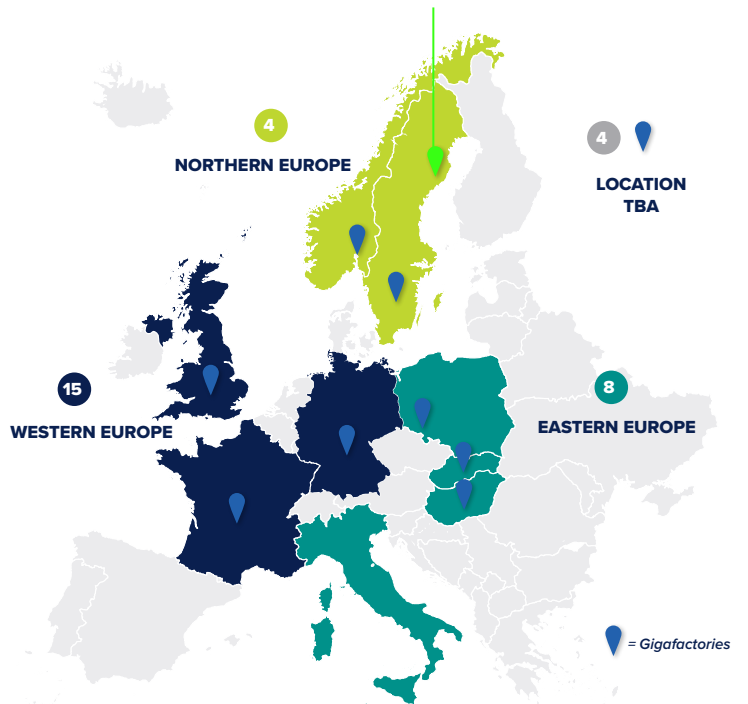 4
NORTHERN EUROPE
4
LOCATION
TBA
15
WESTERN EUROPE
8
EASTERN EUROPE
= Gigafactories